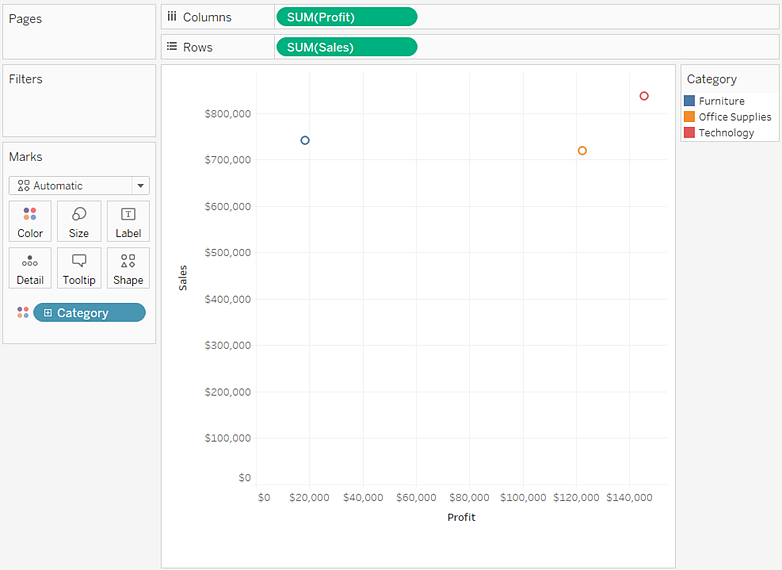 Pages
Columns
SUM(Profit)
Rows
SUM(Sales)
Filters
Marks
Automatic
Color Size Label
Detail Tooltip Shape
Category
Sales
$800,000
$700,000
$600,000
$500,000
$400,000
$300,000
$200,000
$100,000
$0
$0 $20,000 $40,000 $60,000 $80,000 $100,000 $120,000 $140,000
Profit
Category
Furniture
Office Supplies
Technology